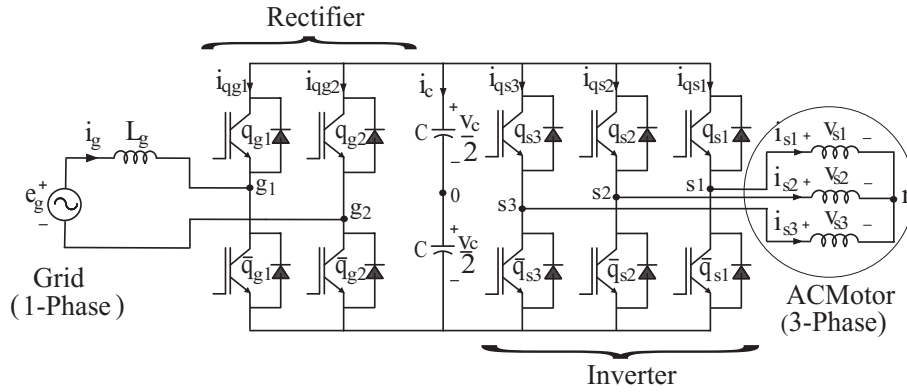 Rectifier
i_qg1
i_qg2
i_c
i_qs3
i_qs2
i_qs1
q_g1
q_g2
C
+
v_c
2
−
q_s3
q_s2
q_s1
i_g
L_g
e_g
+
−
g_1
g_2
0
s3
s2
s1
i_s1 + v_s1 −
i_s2 + v_s2 −
i_s3 + v_s3 −
n
q̄_g1
q̄_g2
C
+
v_c
2
−
q̄_s3
q̄_s2
q̄_s1
Grid
(1-Phase)
ACMotor
(3-Phase)
Inverter